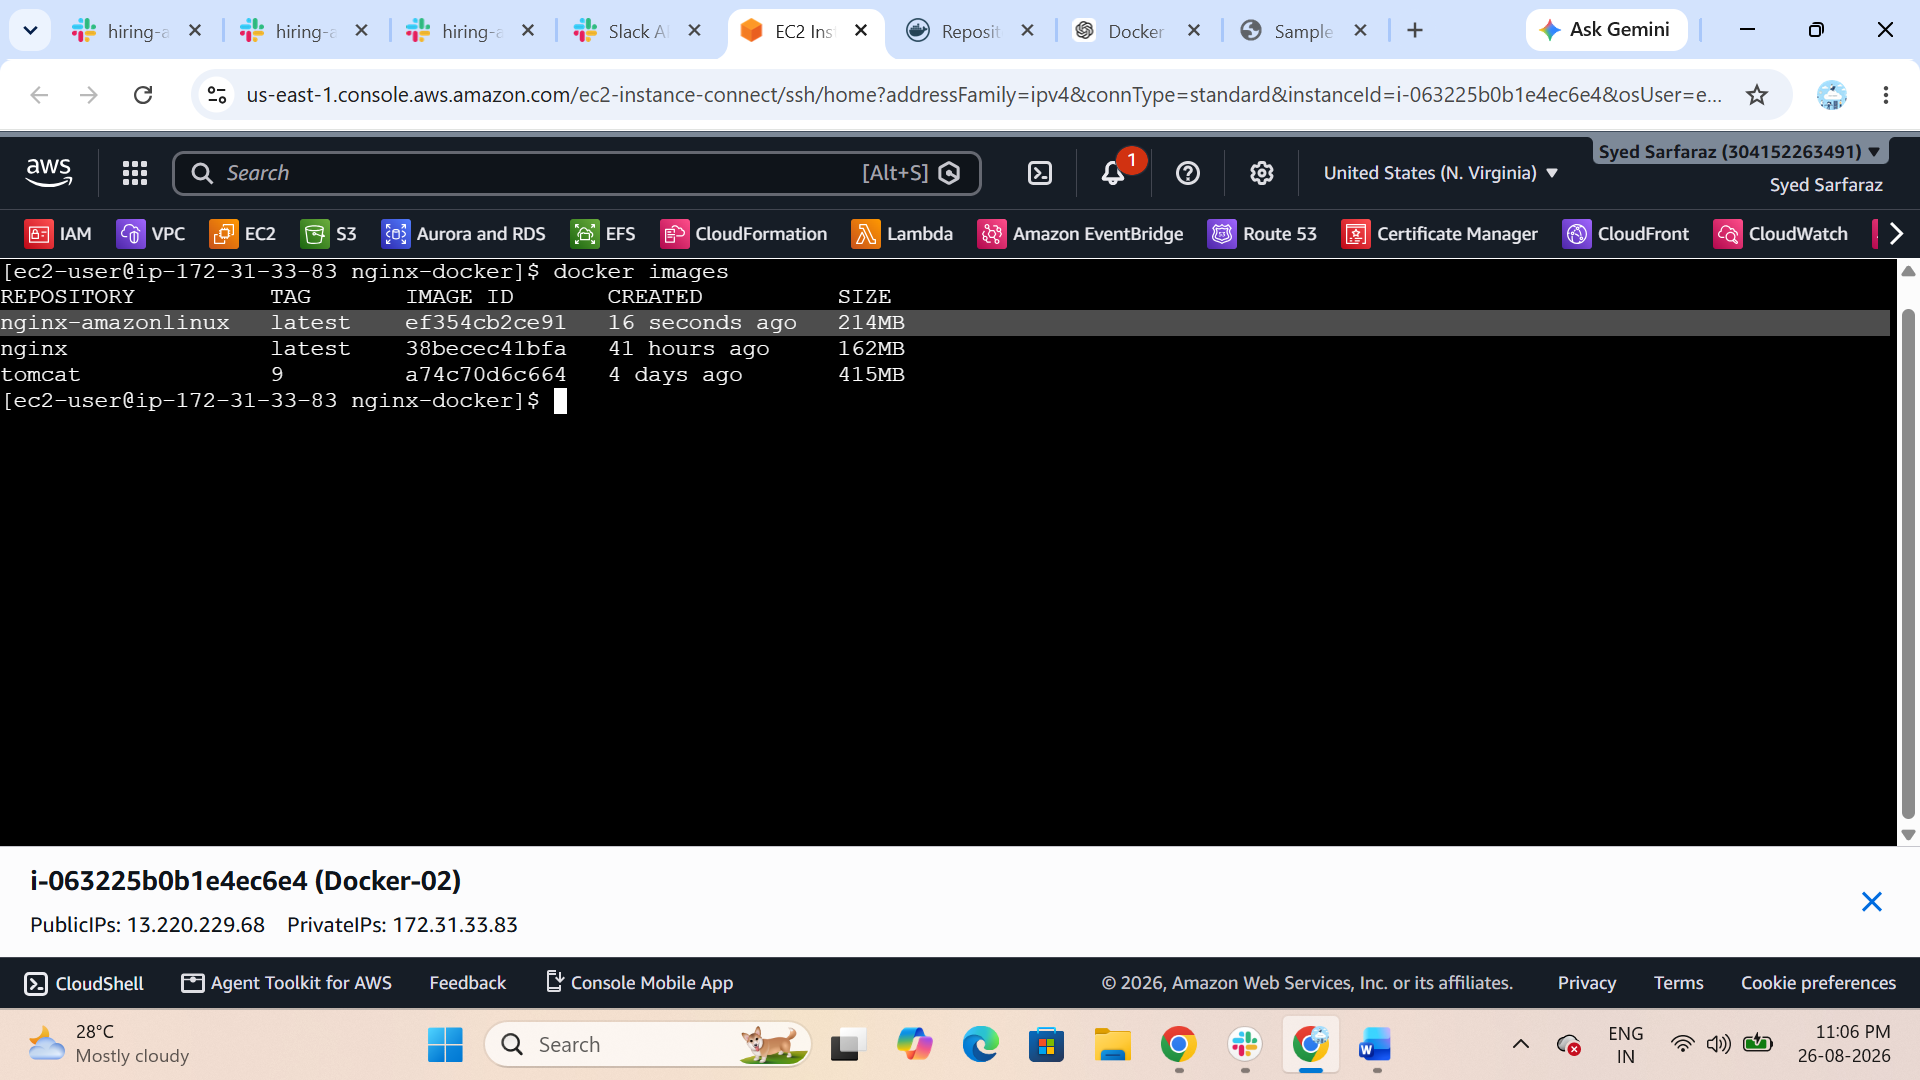 hiring-a
hiring-a
hiring-a
Slack A
EC2 Ins
Reposit
Docker
Sample
Ask Gemini
us-east-1.console.aws.amazon.com/ec2-instance-connect/ssh/home?addressFamily=ipv4&connType=standard&instanceId=i-063225b0b1e4ec6e4&osUser=e...
aws
Search
[Alt+S]
1
United States (N. Virginia)
Syed Sarfaraz (304152263491)
Syed Sarfaraz
IAM VPC EC2 S3 Aurora and RDS EFS CloudFormation Lambda Amazon EventBridge Route 53 Certificate Manager CloudFront CloudWatch
[ec2-user@ip-172-31-33-83 nginx-docker]$ docker images
REPOSITORY TAG IMAGE ID CREATED SIZE
nginx-amazonlinux latest ef354cb2ce91 16 seconds ago 214MB
nginx latest 38becec41bfa 41 hours ago 162MB
tomcat 9 a74c70d6c664 4 days ago 415MB
[ec2-user@ip-172-31-33-83 nginx-docker]$
i-063225b0b1e4ec6e4 (Docker-02)
PublicIPs: 13.220.229.68 PrivateIPs: 172.31.33.83
CloudShell Agent Toolkit for AWS Feedback Console Mobile App © 2026, Amazon Web Services, Inc. or its affiliates. Privacy Terms Cookie preferences
28°C
Mostly cloudy
Search
ENG
IN
11:06 PM
26-08-2026